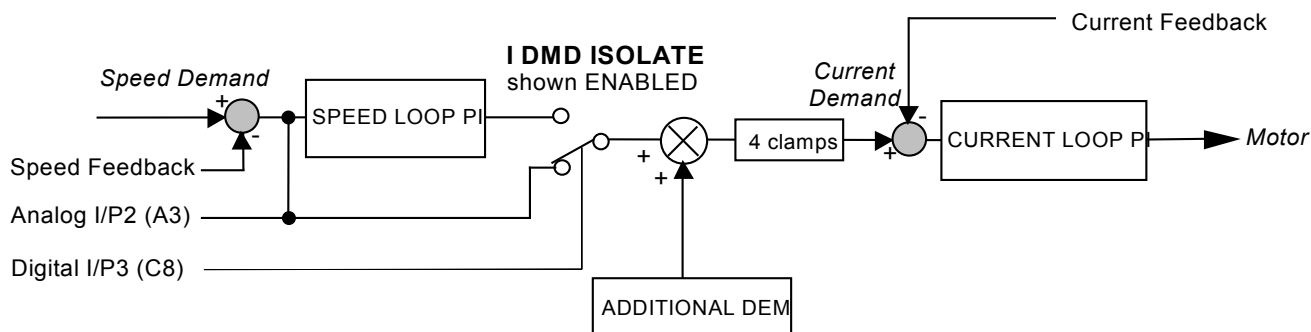 Current Feedback
I DMD ISOLATE
shown ENABLED
Speed Demand
Current
Demand
+
-
SPEED LOOP PI
4 clamps
-
+
CURRENT LOOP PI
Motor
Speed Feedback
+
+
Analog I/P2 (A3)
Digital I/P3 (C8)
ADDITIONAL DEM